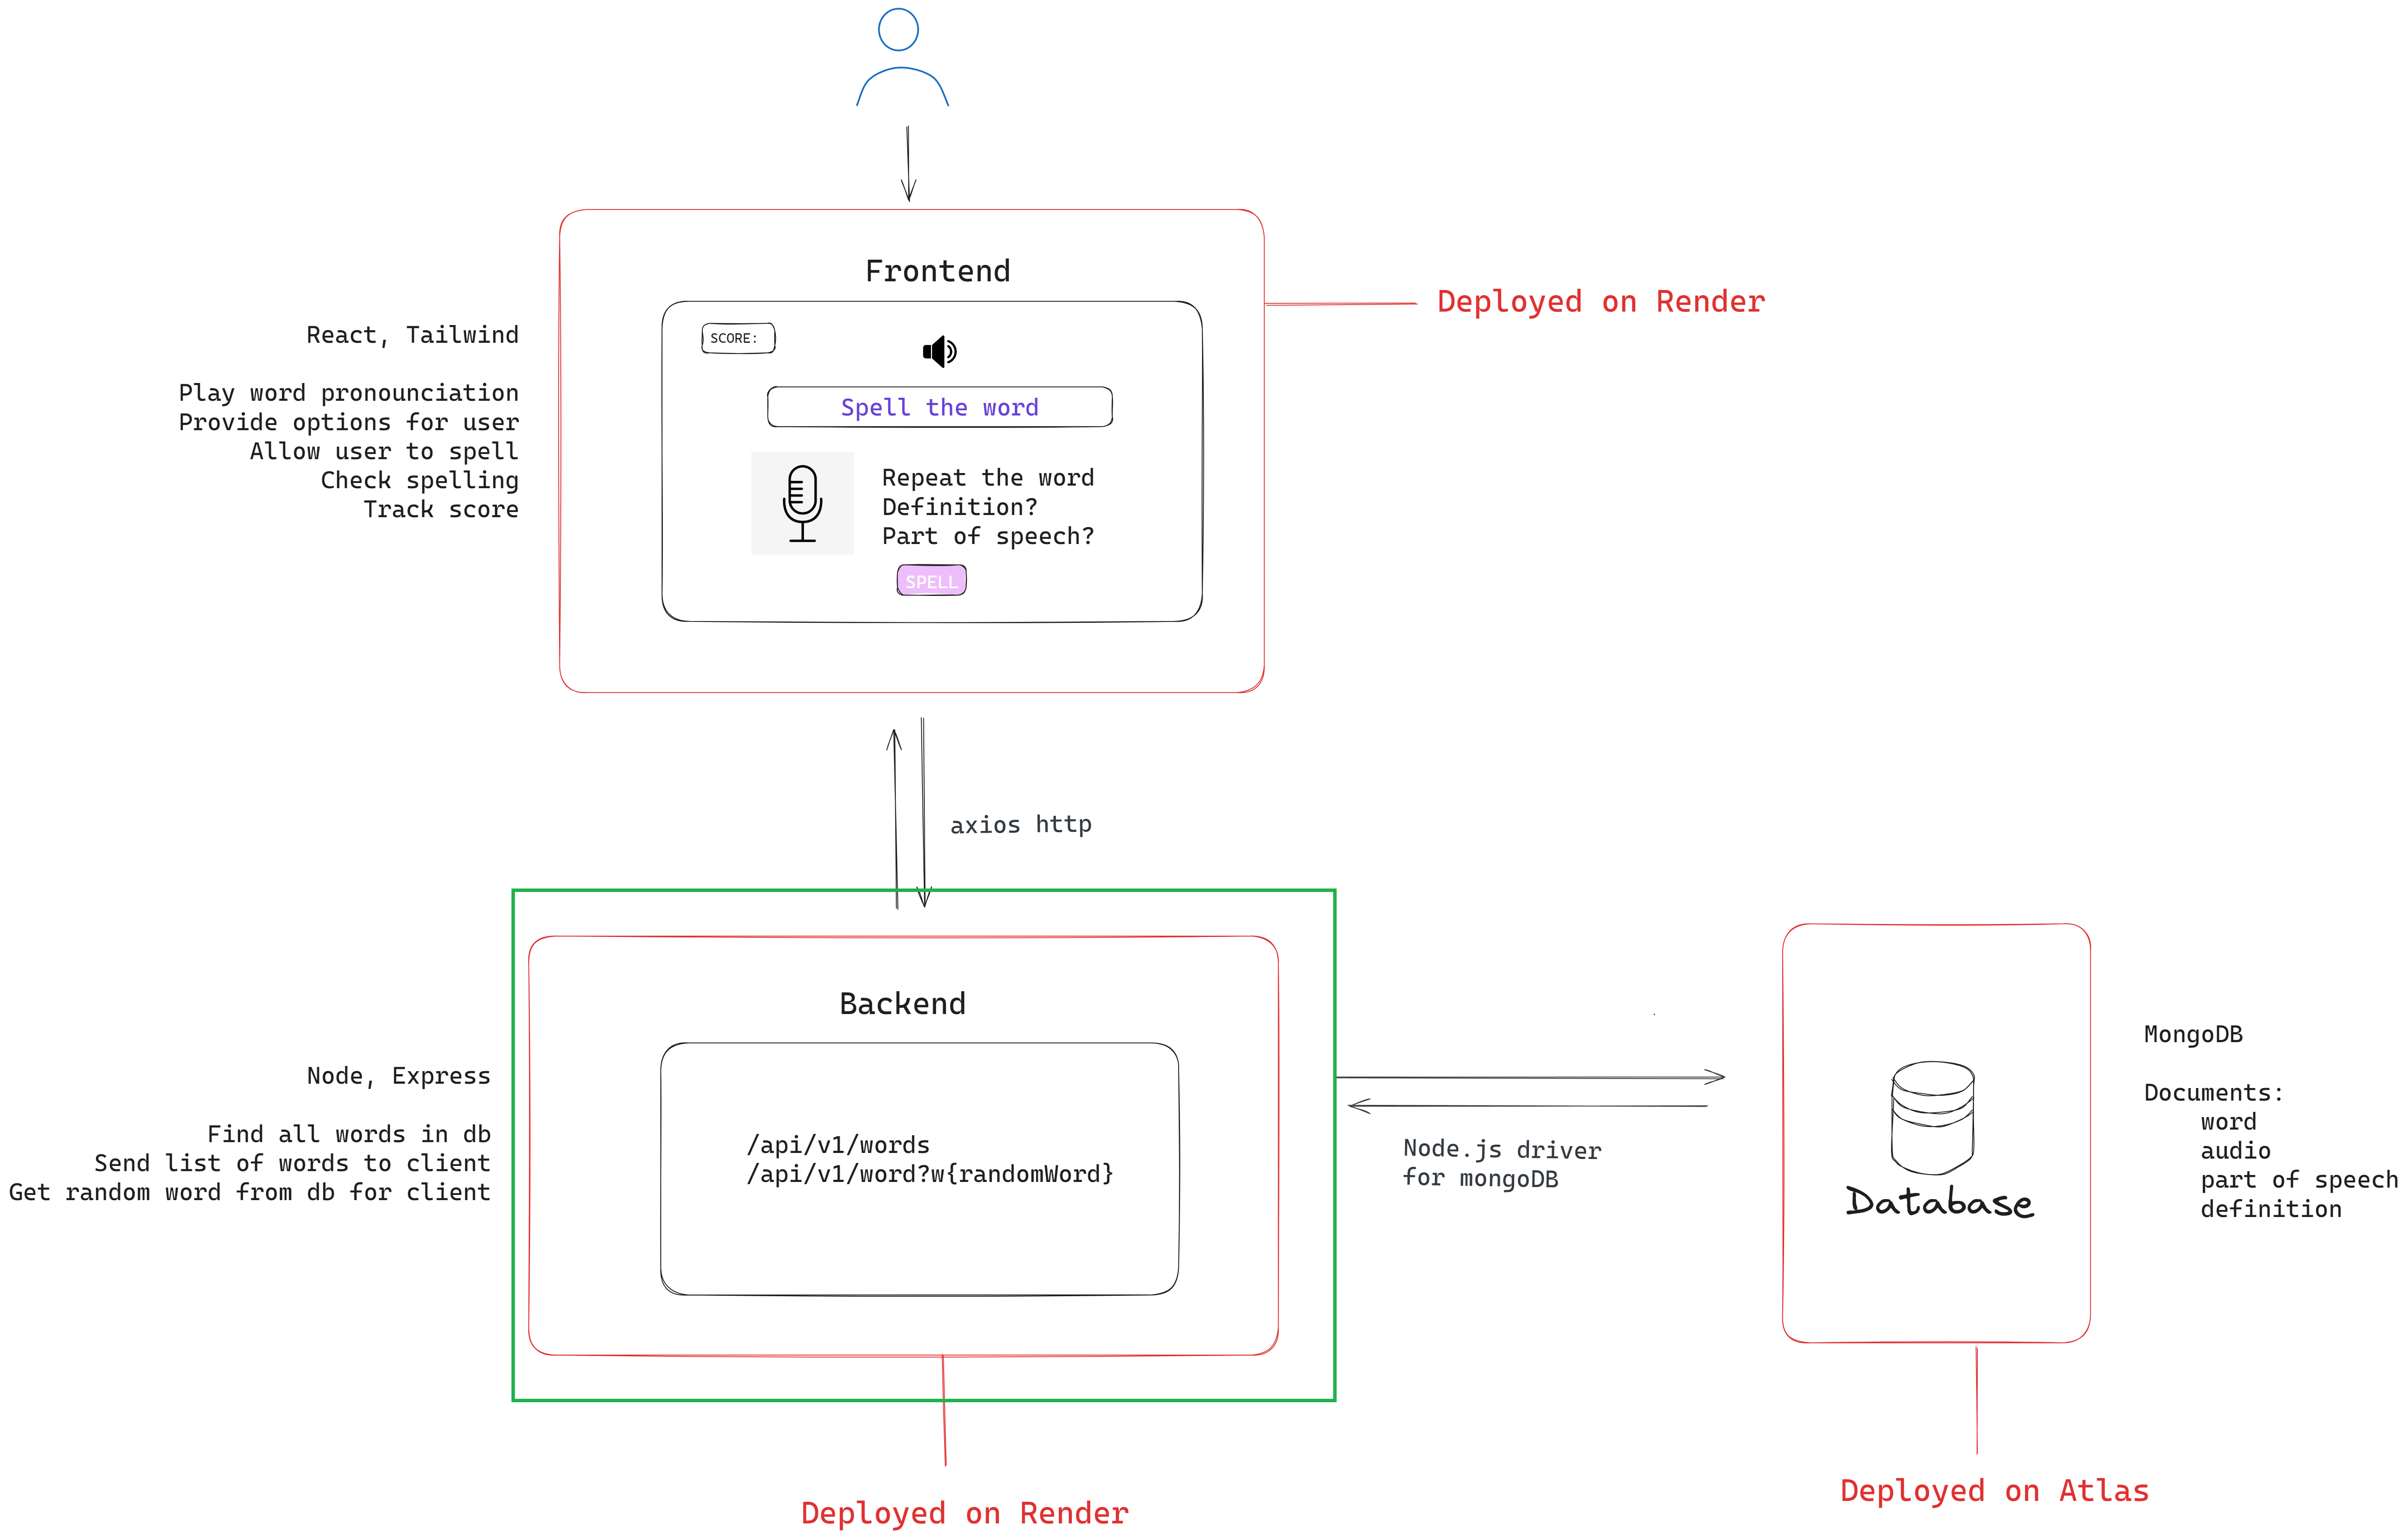 Frontend
Deployed on Render
React, Tailwind
Play word pronounciation
Provide options for user
Allow user to spell
Check spelling
Track score
SCORE:
Spell the word
Repeat the word
Definition?
Part of speech?
SPELL
axios http
Backend
Node, Express
Find all words in db
Send list of words to client
Get random word from db for client
/api/v1/words
/api/v1/word?w{randomWord}
Deployed on Render
Node.js driver
for mongoDB
Database
MongoDB
Documents:
word
audio
part of speech
definition
Deployed on Atlas